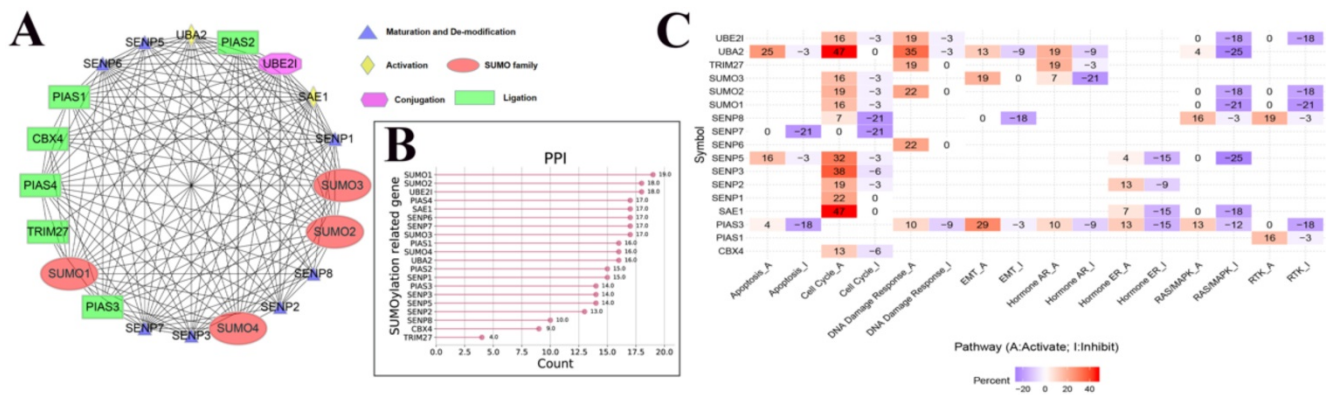 A
UBA2
PIAS2
SENP5
UBE2I
SENP6
SAE1
PIAS1
SENP1
CBX4
SUMO3
PIAS4
SUMO2
TRIM27
SENP8
SUMO1
SENP2
PIAS3
SUMO4
SENP7
SENP3
Maturation and De-modification
Activation
SUMO family
Conjugation
Ligation
B
PPI
SUMOylation related gene
SUMO1 19.0
SUMO2 18.0
UBE2I 18.0
PIAS4 17.0
SAE1 17.0
SENP6 17.0
SENP7 17.0
SUMO3 17.0
PIAS1 16.0
SUMO4 16.0
UBA2 16.0
PIAS2 15.0
SENP1 15.0
PIAS3 14.0
SENP3 14.0
SENP5 14.0
SENP2 13.0
SENP8 10.0
CBX4 9.0
TRIM27 4.0
0.0 2.5 5.0 7.5 10.0 12.5 15.0 17.5 20.0
Count
C
Symbol
UBE2I 16 −3 19 −3 0 −18 0 −18
UBA2 25 −3 47 0 35 −3 13 −9 19 −9 4 −25
TRIM27 19 0 19 −3
SUMO3 16 −3 19 0 7 −21
SUMO2 19 −3 22 0 0 −18 0 −18
SUMO1 16 −3 0 −21 0 −21
SENP8 7 −21 0 −18 16 −3 19 −3
SENP7 0 −21 0 −21
SENP6 22 0
SENP5 16 −3 32 −3 4 −15 0 −25
SENP3 38 −6
SENP2 19 −3 13 −9
SENP1 22 0
SAE1 47 0 7 −15 0 −18
PIAS3 4 −18 10 −9 29 −3 10 −9 13 −15 13 −12 0 −18
PIAS1 16 −3
CBX4 13 −6
Apoptosis_A
Apoptosis_I
Cell Cycle_A
Cell Cycle_I
DNA Damage Response_A
DNA Damage Response_I
EMT_A
EMT_I
Hormone AR_A
Hormone AR_I
Hormone ER_A
Hormone ER_I
RAS/MAPK_A
RAS/MAPK_I
RTK_A
RTK_I
Pathway (A:Activate; I:Inhibit)
Percent
−20 0 20 40